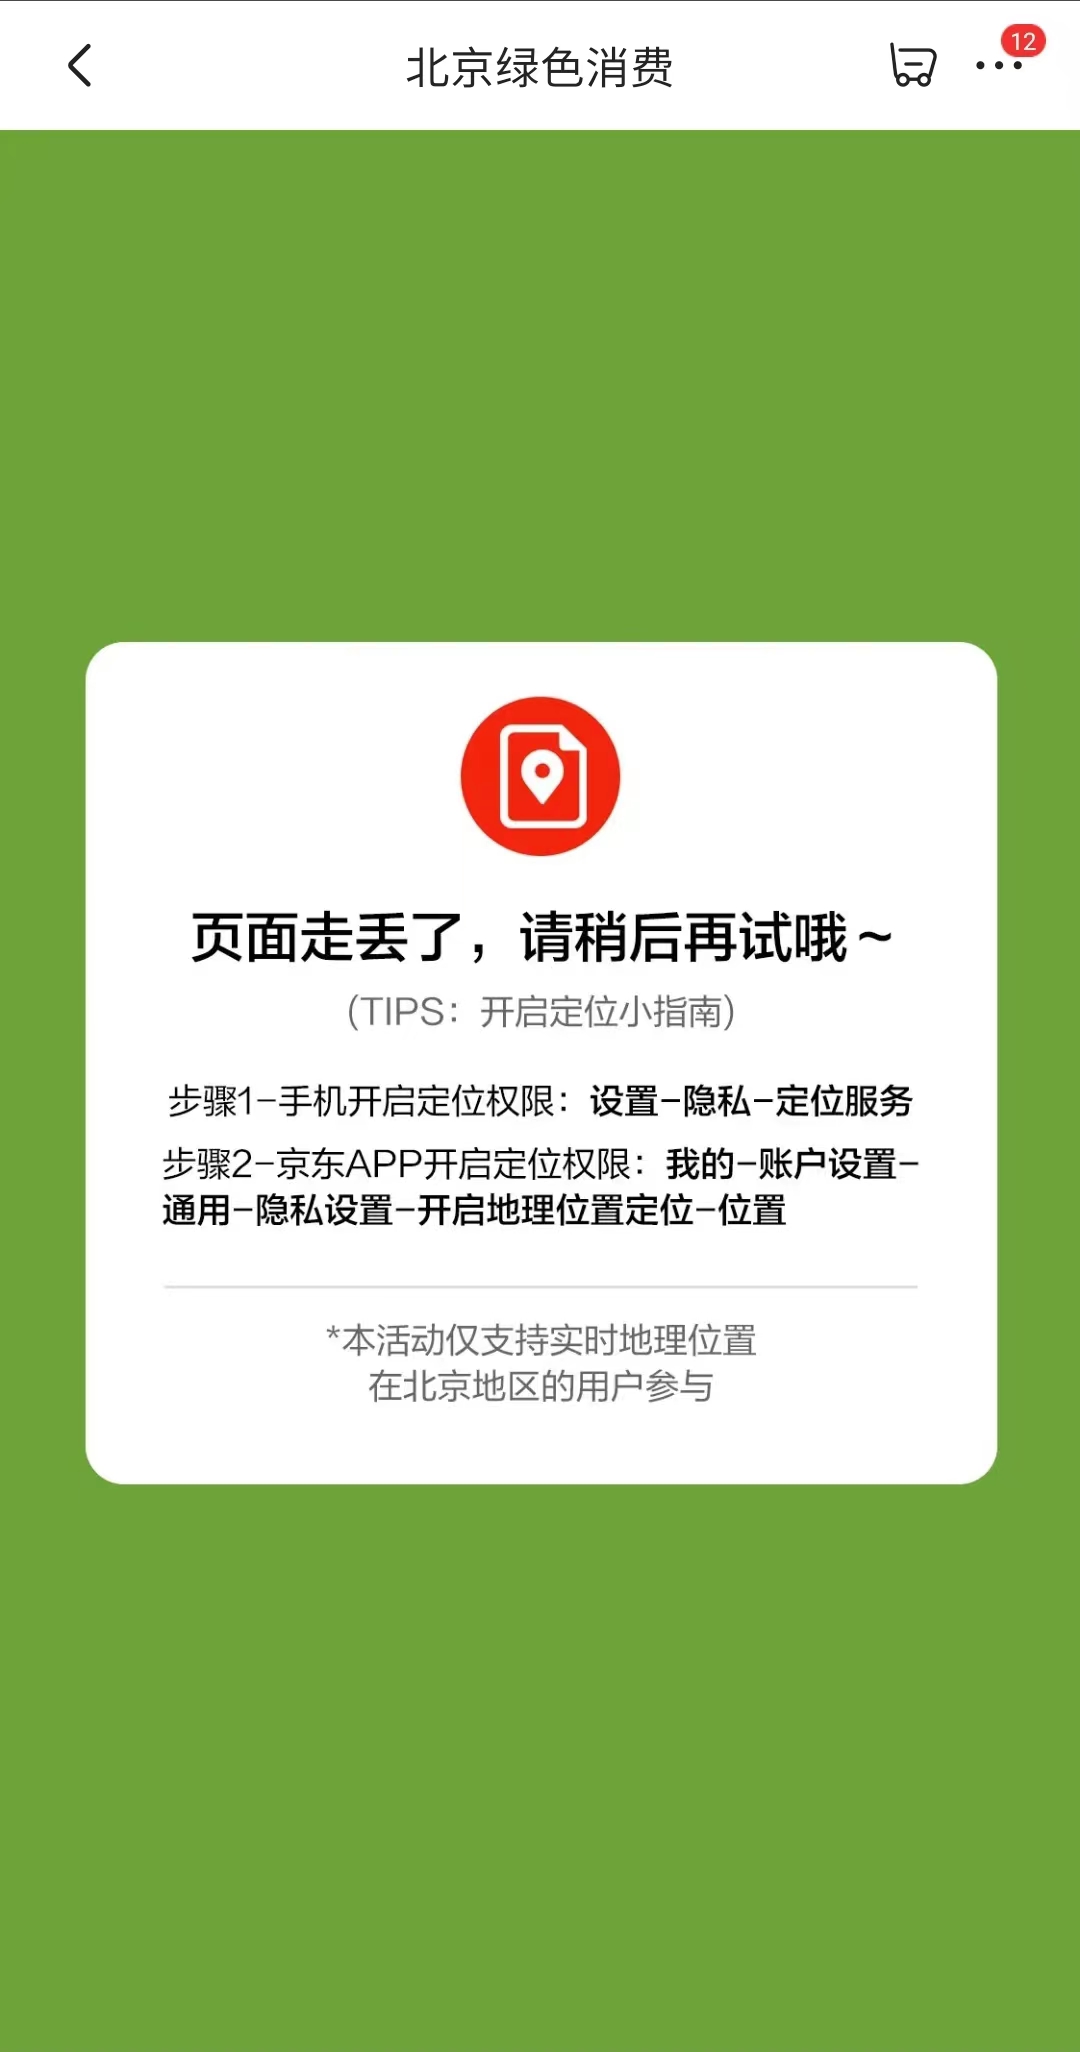 北京绿色消费
12
页面走丢了，请稍后再试哦~
(TIPS：开启定位小指南)
步骤1-手机开启定位权限：设置-隐私-定位服务
步骤2-京东APP开启定位权限：我的-账户设置-
通用-隐私设置-开启地理位置定位-位置
*本活动仅支持实时地理位置
在北京地区的用户参与